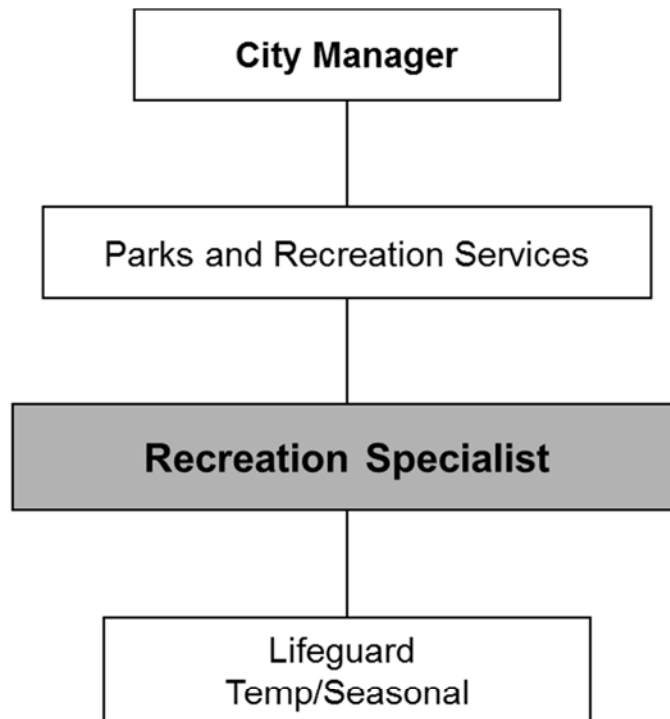 City Manager
Parks and Recreation Services
Recreation Specialist
Lifeguard
Temp/Seasonal